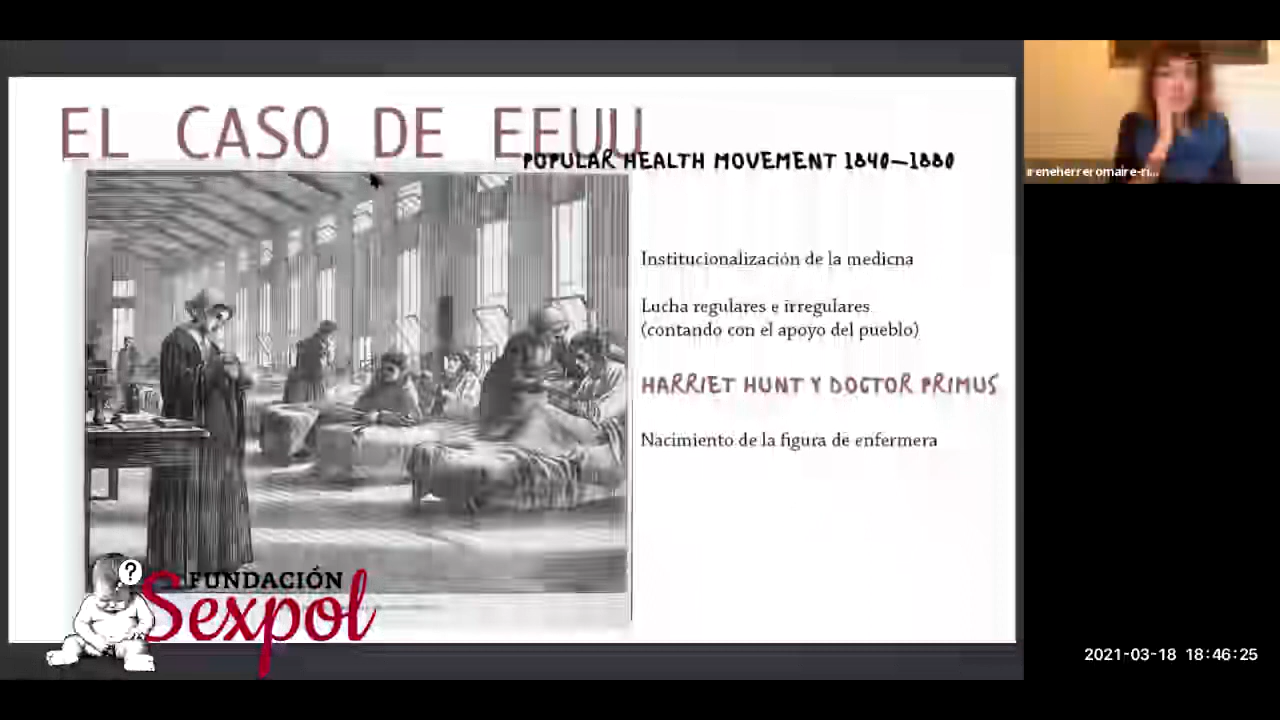 EL CASO DE EEUU
POPULAR HEALTH MOVEMENT 1840–1880
Institucionalización de la medicna
Lucha regulares e irregulares
(contando con el apoyo del pueblo)
HARRIET HUNT Y DOCTOR PRIMUS
Nacimiento de la figura de enfermera
?
FUNDACIÓN
Sexpol
ireneherreromaire-ri...
2021-03-18 18:46:25